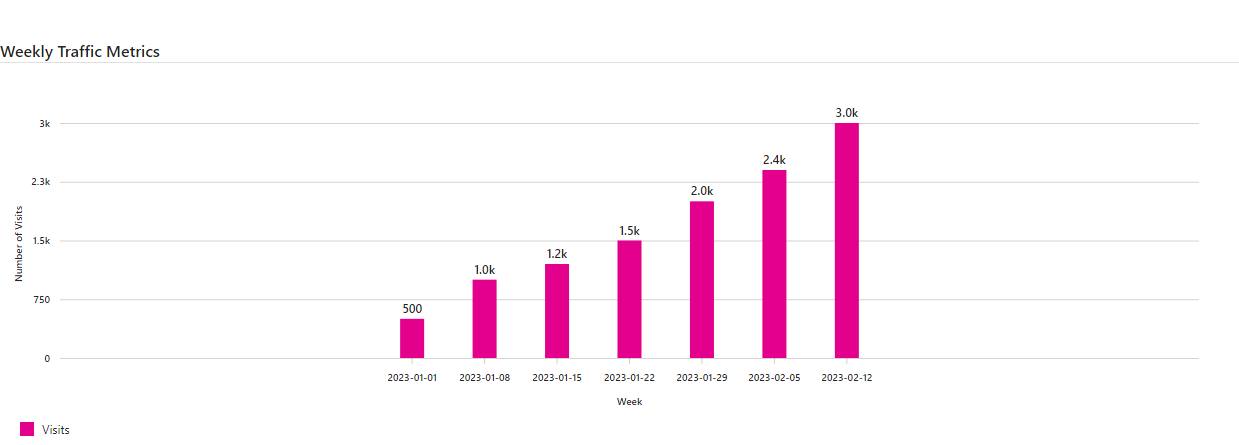 Weekly Traffic Metrics
Number of Visits
3k
2.3k
1.5k
750
0
500
1.0k
1.2k
1.5k
2.0k
2.4k
3.0k
2023-01-01 2023-01-08 2023-01-15 2023-01-22 2023-01-29 2023-02-05 2023-02-12
Week
Visits